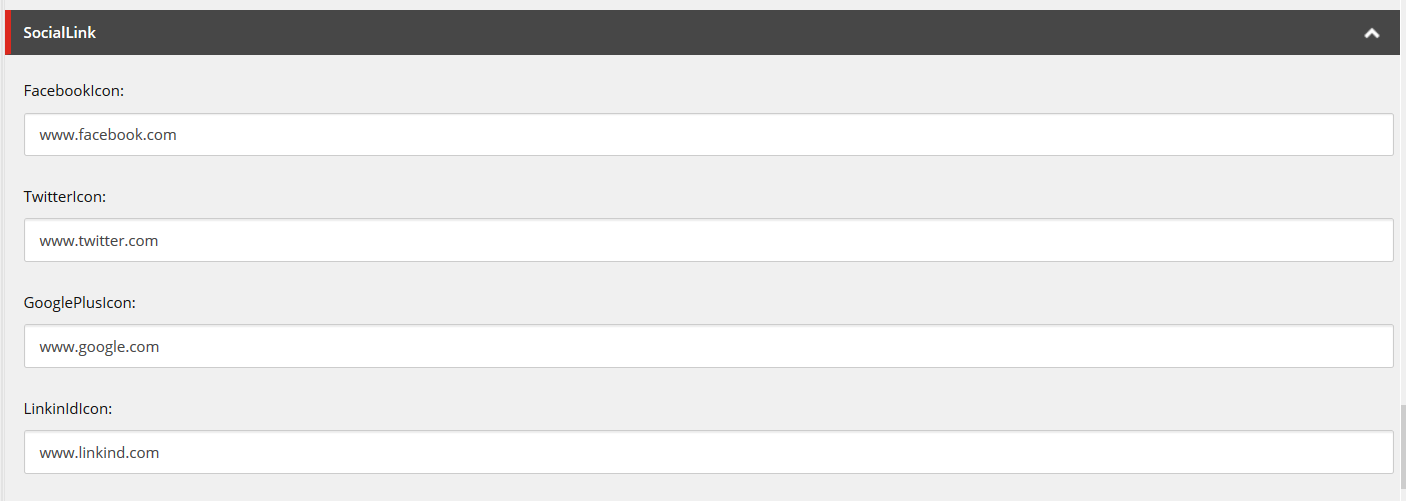 SocialLink
FacebookIcon:
www.facebook.com
TwitterIcon:
www.twitter.com
GooglePlusIcon:
www.google.com
LinkinIdIcon:
www.linkind.com